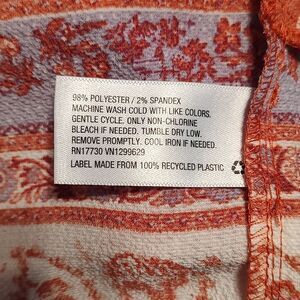 98% POLYESTER / 2% SPANDEX
MACHINE WASH COLD WITH LIKE COLORS.
GENTLE CYCLE. ONLY NON-CHLORINE
BLEACH IF NEEDED. TUMBLE DRY LOW.
REMOVE PROMPTLY. COOL IRON IF NEEDED.
RN17730 VN1299629
LABEL MADE FROM 100% RECYCLED PLASTIC